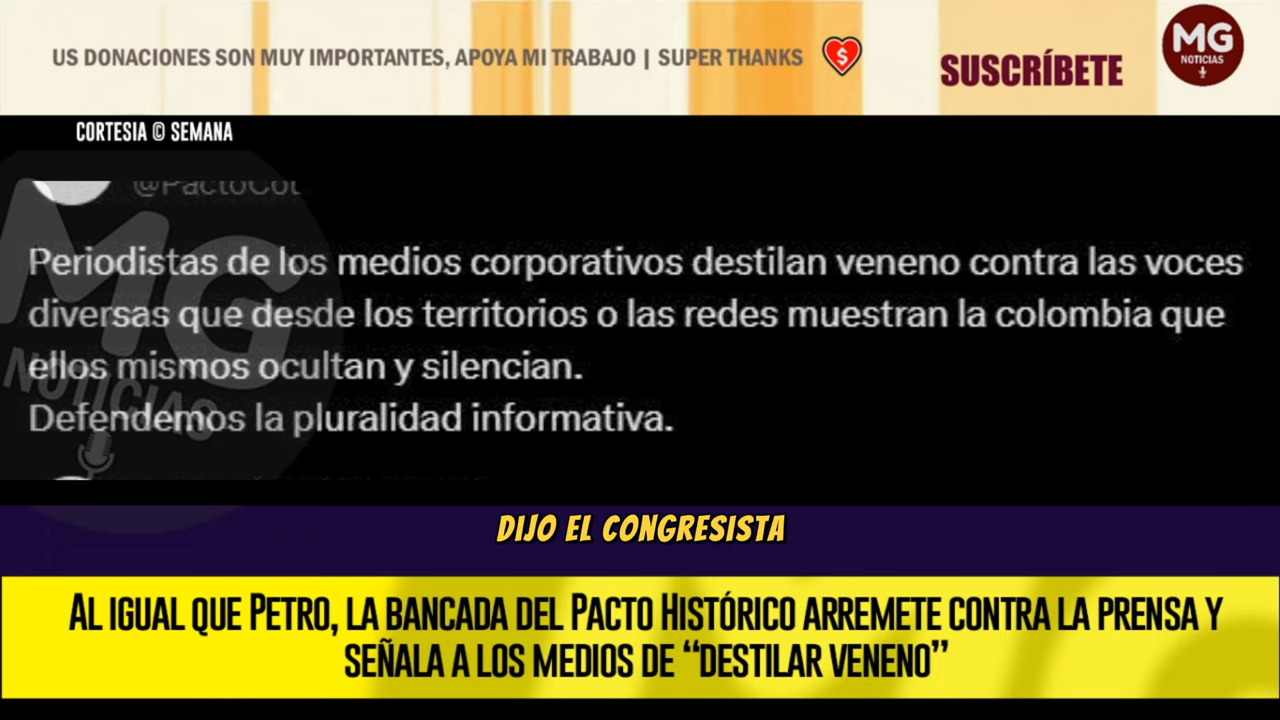 US DONACIONES SON MUY IMPORTANTES, APOYA MI TRABAJO | SUPER THANKS
$
SUSCRÍBETE
MG
NOTICIAS
CORTESIA © SEMANA
@PactoCol
Periodistas de los medios corporativos destilan veneno contra las voces
diversas que desde los territorios o las redes muestran la colombia que
ellos mismos ocultan y silencian.
Defendemos la pluralidad informativa.
MG
NOTICIAS
DIJO EL CONGRESISTA
AL IGUAL QUE PETRO, LA BANCADA DEL PACTO HISTÓRICO ARREMETE CONTRA LA PRENSA Y
SEÑALA A LOS MEDIOS DE “DESTILAR VENENO”